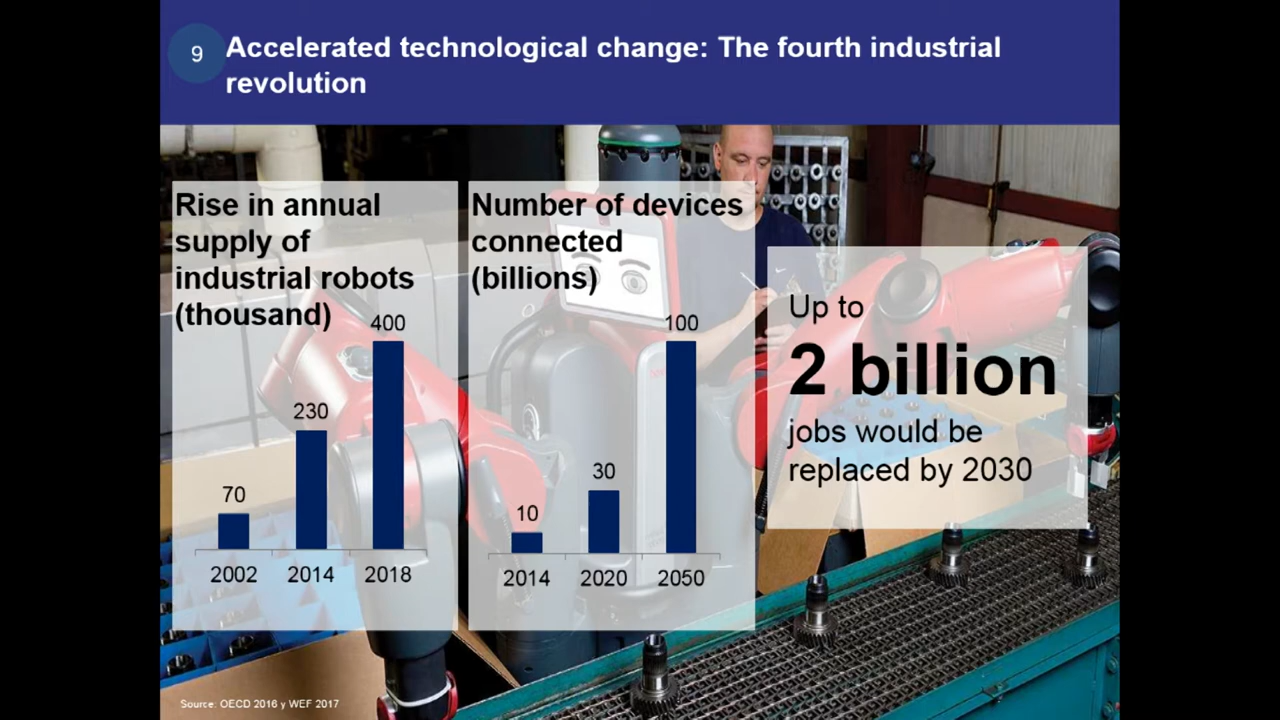 9
Accelerated technological change: The fourth industrial
revolution
Rise in annual
supply of
industrial robots
(thousand)
400
230
70
2002 2014 2018
Number of devices
connected
(billions)
100
30
10
2014 2020 2050
Up to
2 billion
jobs would be
replaced by 2030
Source: OECD 2016 y WEF 2017